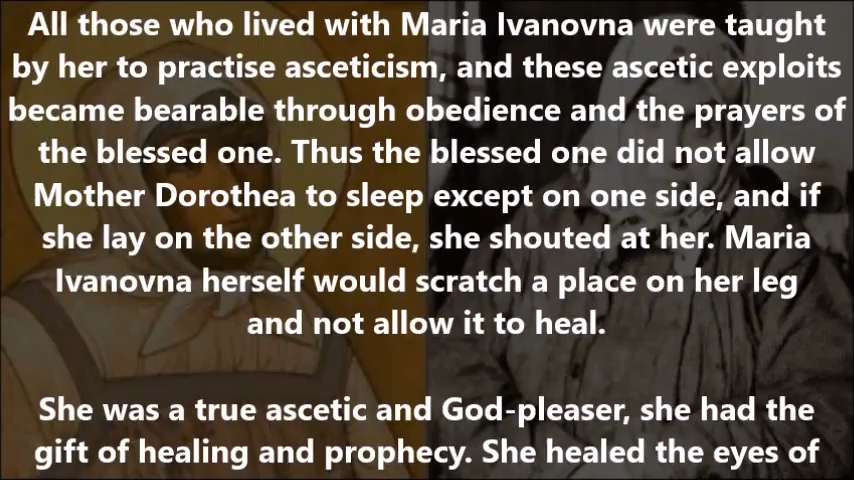 All those who lived with Maria Ivanovna were taught
by her to practise asceticism, and these ascetic exploits
became bearable through obedience and the prayers of
the blessed one. Thus the blessed one did not allow
Mother Dorothea to sleep except on one side, and if
she lay on the other side, she shouted at her. Maria
Ivanovna herself would scratch a place on her leg
and not allow it to heal.
She was a true ascetic and God-pleaser, she had the
gift of healing and prophecy. She healed the eyes of